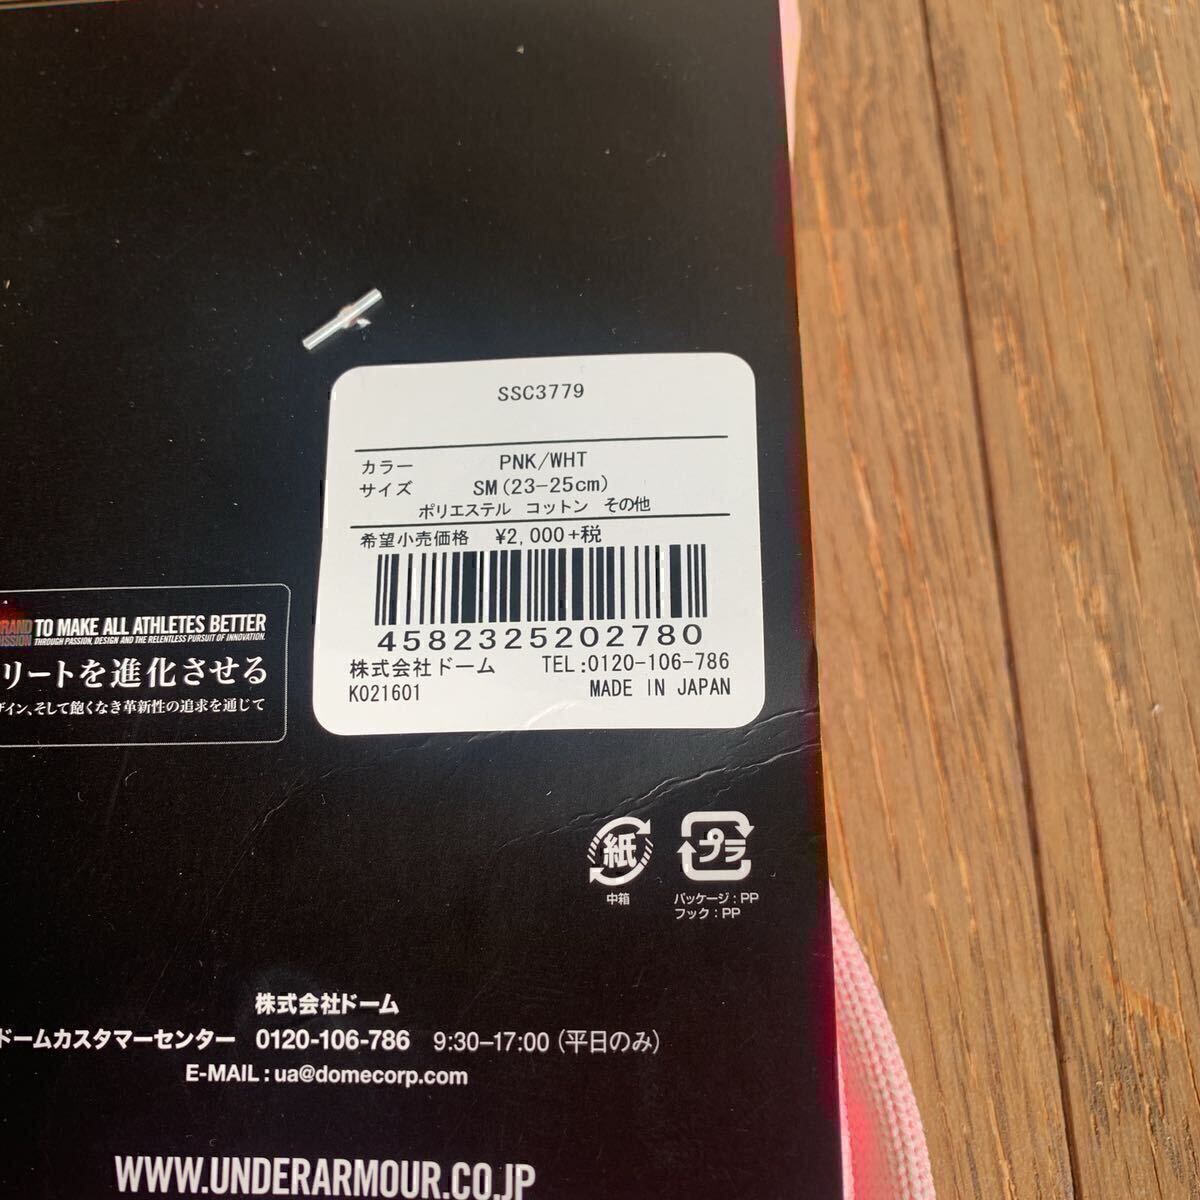 SSC3779
カラー PNK/WHT
サイズ SM(23-25cm)
ポリエステル コットン その他
希望小売価格 ¥2,000+税
4582325202780
株式会社ドーム TEL:0120-106-786
K021601 MADE IN JAPAN
TO MAKE ALL ATHLETES BETTER
THROUGH PASSION, DESIGN AND THE RELENTLESS PURSUIT OF INNOVATION.
リートを進化させる
ザイン、そして飽くなき革新性の追求を通じて
紙
中箱
プラ
パッケージ:PP
フック:PP
株式会社ドーム
ドームカスタマーセンター 0120-106-786 9:30–17:00 (平日のみ)
E-MAIL:ua@domecorp.com
WWW.UNDERARMOUR.CO.JP